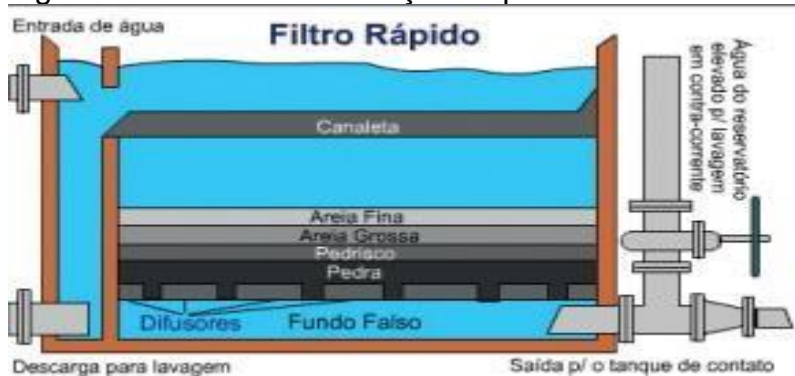 Entrada de água
Filtro Rápido
Canaleta
Areia Fina
Areia Grossa
Pedrisco
Pedra
Difusores
Fundo Falso
Descarga para lavagem
Saída p/ o tanque de contato
Água do reservatório
elevado p/ lavagem
em contra-corrente